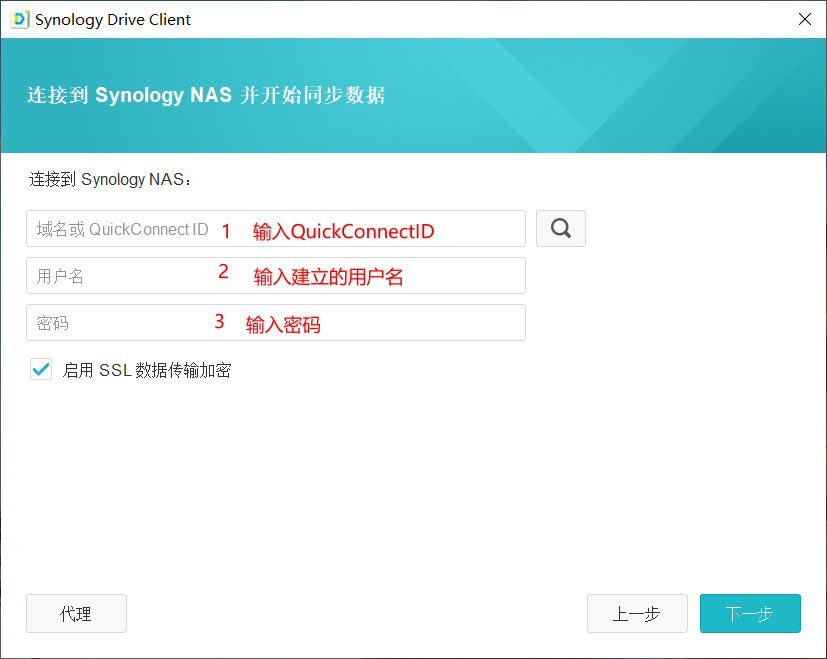 Synology Drive Client
连接到 Synology NAS 并开始同步数据
连接到 Synology NAS：
域名或 QuickConnect ID 1 输入QuickConnectID
用户名 2 输入建立的用户名
密码 3 输入密码
启用 SSL 数据传输加密
代理 上一步 下一步